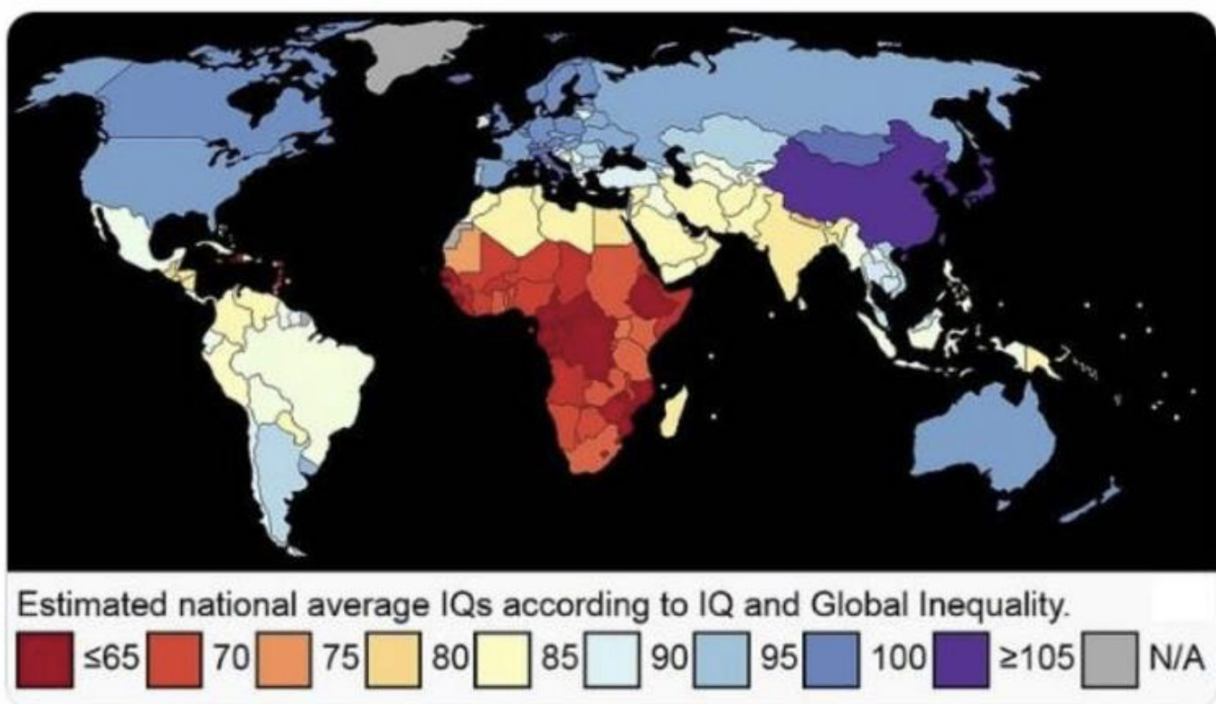 Estimated national average IQs according to IQ and Global Inequality.
≤65 70 75 80 85 90 95 100 ≥105 N/A